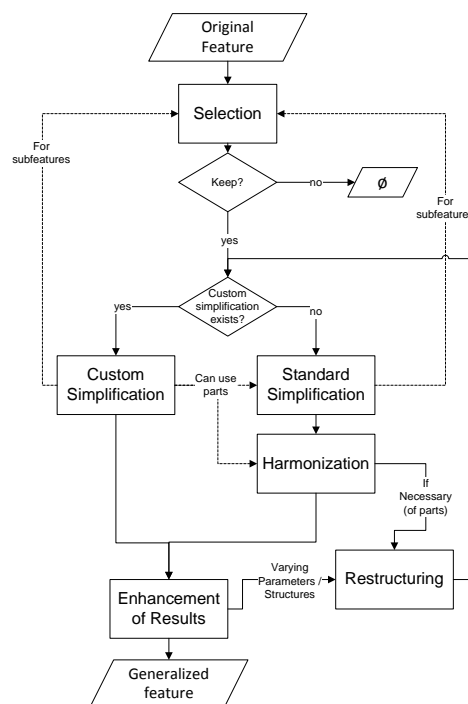 Original
Feature
Selection
For
subfeatures
Keep?
no
Ø
For
subfeatures
yes
Custom
simplification
exists?
yes
no
Custom
Simplification
Can use
parts
Standard
Simplification
Harmonization
If
Necessary
(of parts)
Varying
Parameters /
Structures
Restructuring
Enhancement
of Results
Generalized
feature